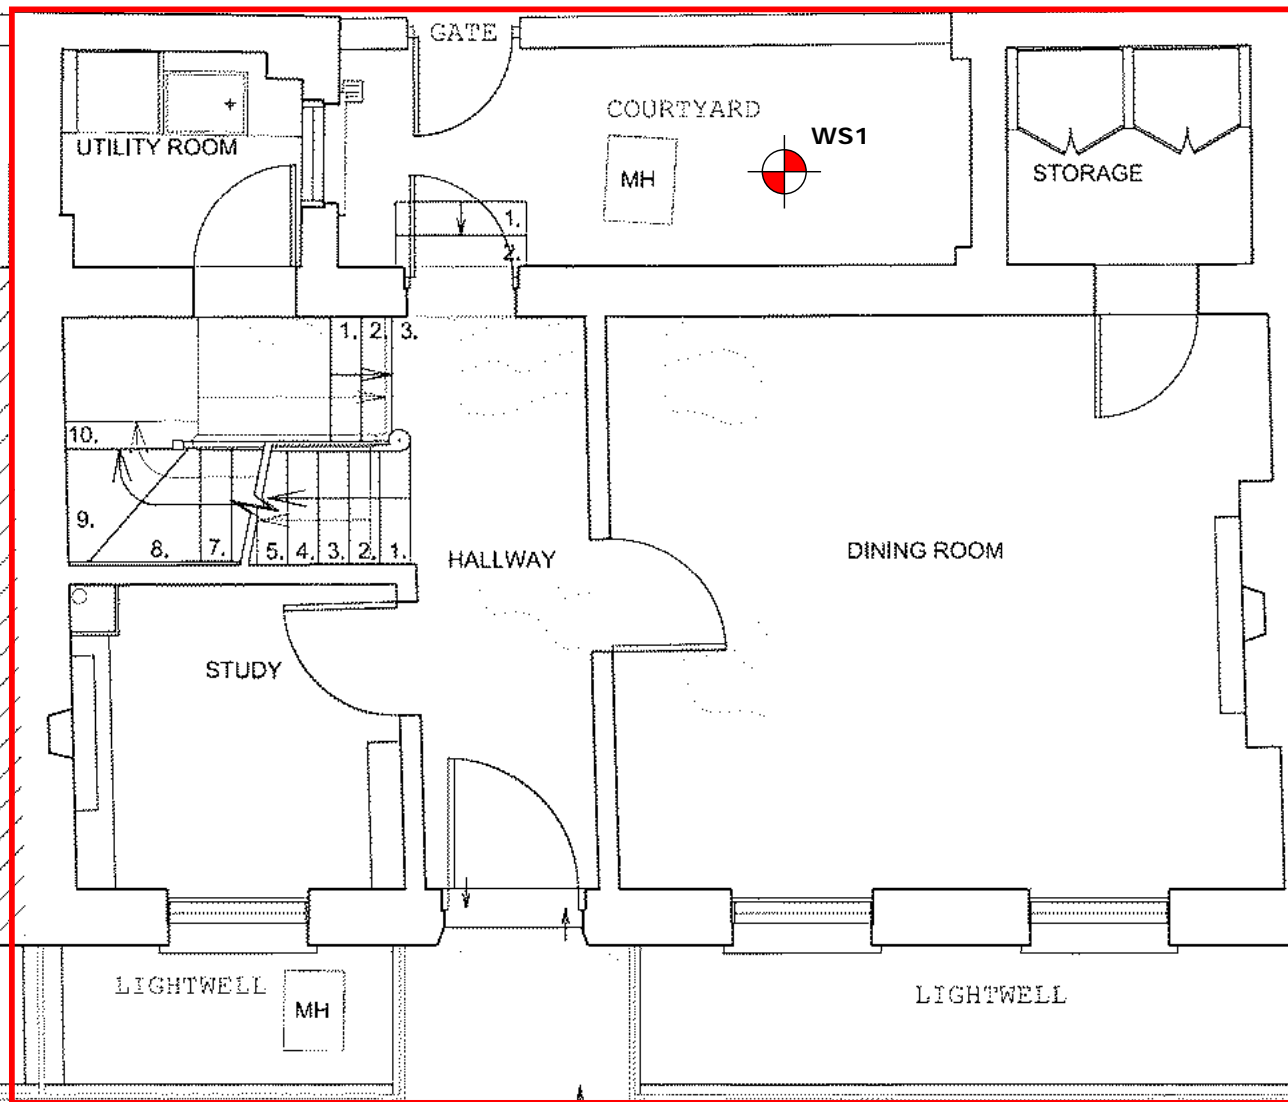 GATE
COURTYARD
WS1
UTILITY ROOM
MH
STORAGE
1.
2.
1. 2. 3.
10.
9.
8. 7. 5. 4. 3. 2. 1.
HALLWAY
DINING ROOM
STUDY
LIGHTWELL
MH
LIGHTWELL